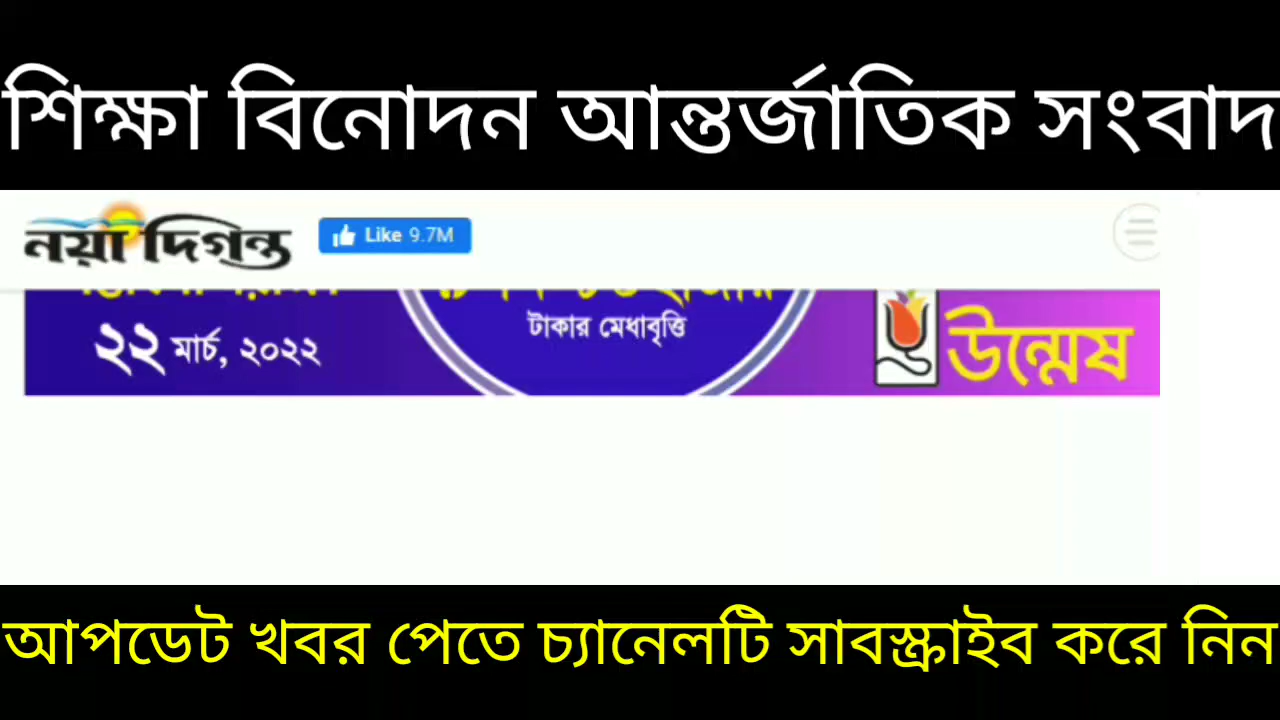 শিক্ষা বিনোদন আন্তর্জাতিক সংবাদ
নয়া দিগন্ত Like 9.7M
২২ মার্চ, ২০২২
টাকার মেধাবৃত্তি
উন্মেষ
আপডেট খবর পেতে চ্যানেলটি সাবস্ক্রাইব করে নিন